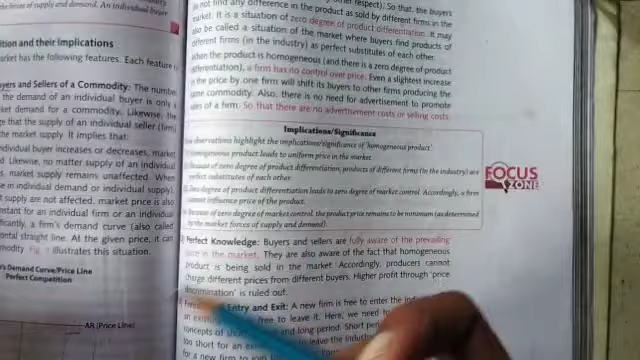 the forces of supply and demand. An individual buyer
ition and their Implications
arket has the following features. Each feature i
uyers and Sellers of a Commodity: The number
the demand of an individual buyer is only a
ket demand for a commodity. Likewise, the
ge that the supply of an individual seller (firm)
the market supply. It implies that:
ndividual buyer increases or decreases, market
d. Likewise, no matter supply of an individual
s, market supply remains unaffected. When
e in individual demand or individual supply),
t supply are not affected, market price is also
nstant for an individual firm or an individual
ficantly, a firm's demand curve (also called
ontal straight line. At the given price, it can
modity. Fig. illustrates this situation.
's Demand Curve/Price Line
Perfect Competition
AR (Price Line)
other respect). So that, the buyers
do not find any difference in the product as sold by different firms in the
market. It is a situation of zero degree of product differentiation. It may
also be called a situation of the market where buyers find products of
different firms (in the industry) as perfect substitutes of each other.
When the product is homogeneous (and there is zero degree of product
differentiation), a firm has no control over price. Even a slightest increase
in the price by one firm will shift its buyers to other firms producing the
same commodity. Also, there is no need for advertisement to promote
sales of a firm. So that there are no advertisement costs or selling costs.
Implications/Significance
observations highlight the implications/significance of 'homogeneous product'
Homogeneous product leads to uniform price in the market.
Because of zero degree of product differentiation, products of different firms (in the industry) are
perfect substitutes of each other.
Zero degree of product differentiation leads to zero degree of market control. Accordingly, a firm
cannot influence price of the product.
Because of zero degree of market control, the product price remains to be minimum (as determined
by the market forces of supply and demand).
FOCUS
ZONE
Perfect Knowledge: Buyers and sellers are fully aware of the prevailing
price in the market. They are also aware of the fact that homogeneous
product is being sold in the market. Accordingly, producers cannot
charge different prices from different buyers. Higher profit through 'price
discrimination' is ruled out.
Entry and Exit: A new firm is free to enter the
free to leave it. Here, we need to
concepts of short and long period. Short
too short for an to leave the
for a new firm to join